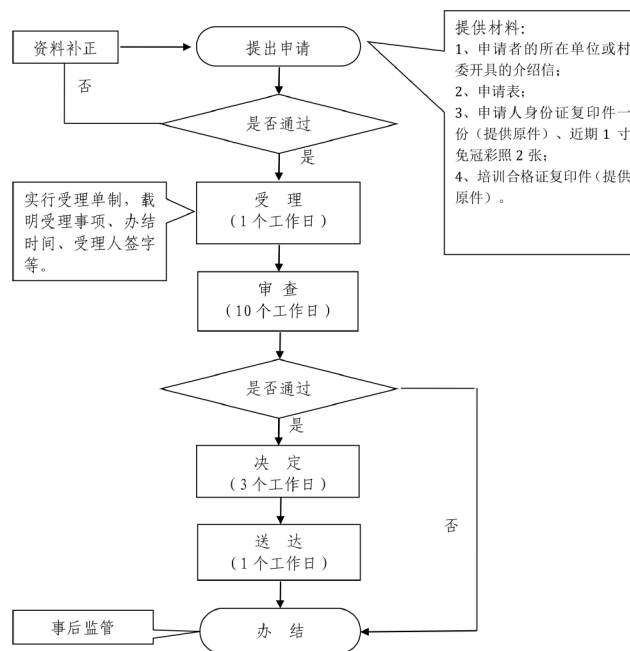 资料补正
提出申请
提供材料:
1、申请者的所在单位或村
委开具的介绍信;
2、申请表;
3、申请人身份证复印件一
份(提供原件)、近期 1 寸
免冠彩照 2 张;
4、培训合格证复印件(提供
原件)。
否
是否通过
是
实行受理单制，载
明受理事项、办结
时间、受理人签字
等。
受 理
(1个工作日)
审 查
(10个工作日)
是否通过
是
决 定
(3个工作日)
否
送 达
(1个工作日)
事后监管
办 结